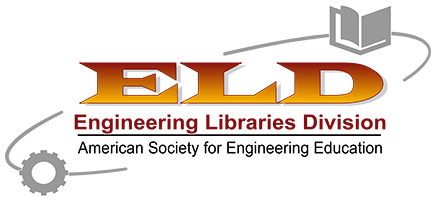 ELD
Engineering Libraries Division
American Society for Engineering Education